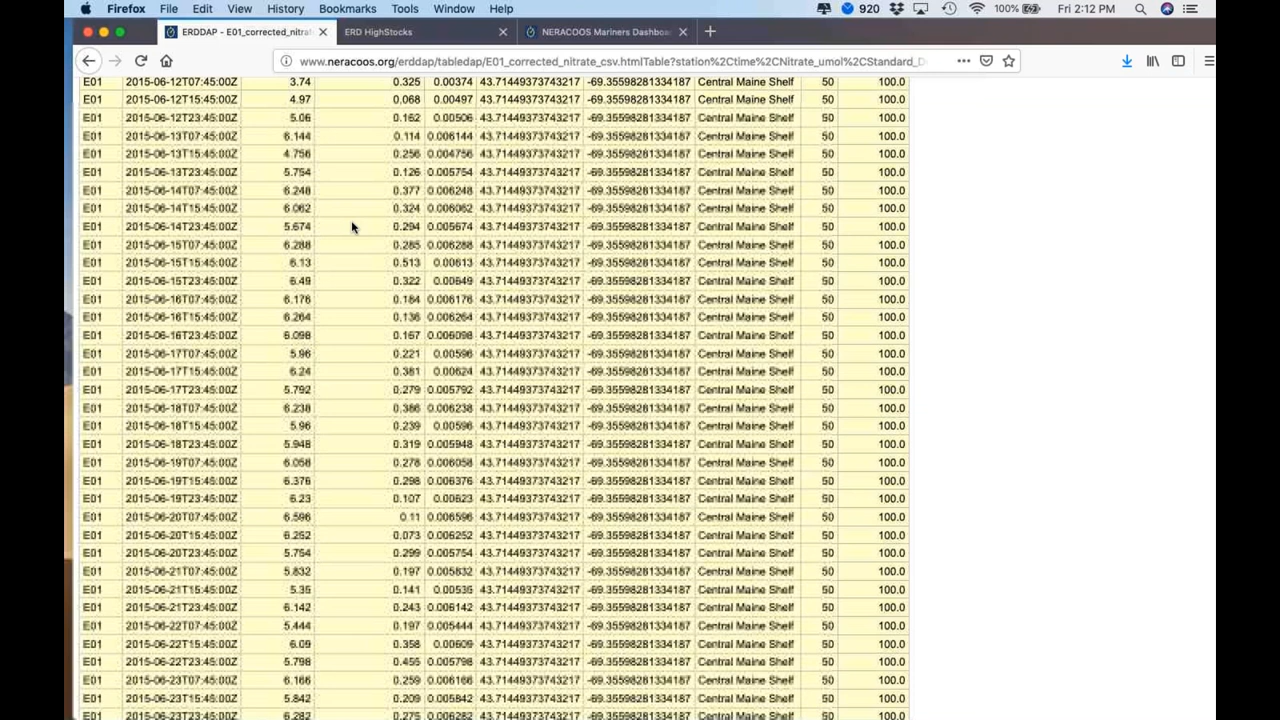 Firefox File Edit View History Bookmarks Tools Window Help 920 100% Fri 2:12 PM
ERDDAP - E01_corrected_nitrat ERD HighStocks NERACOOS Mariners Dashboa
www.neracoos.org/erddap/tabledap/E01_corrected_nitrate_csv.htmlTable?station%2Ctime%2CNitrate_umol%2CStandard_D
E01 2015-06-12T07:45:00Z 3.74 0.325 0.00374 43.71449373743217 -69.35598281334187 Central Maine Shelf 50 100.0
E01 2015-06-12T15:45:00Z 4.97 0.068 0.00497 43.71449373743217 -69.35598281334187 Central Maine Shelf 50 100.0
E01 2015-06-12T23:45:00Z 5.06 0.162 0.00506 43.71449373743217 -69.35598281334187 Central Maine Shelf 50 100.0
E01 2015-06-13T07:45:00Z 6.144 0.114 0.006144 43.71449373743217 -69.35598281334187 Central Maine Shelf 50 100.0
E01 2015-06-13T15:45:00Z 4.756 0.256 0.004756 43.71449373743217 -69.35598281334187 Central Maine Shelf 50 100.0
E01 2015-06-13T23:45:00Z 5.754 0.126 0.005754 43.71449373743217 -69.35598281334187 Central Maine Shelf 50 100.0
E01 2015-06-14T07:45:00Z 6.248 0.377 0.006248 43.71449373743217 -69.35598281334187 Central Maine Shelf 50 100.0
E01 2015-06-14T15:45:00Z 6.062 0.324 0.006062 43.71449373743217 -69.35598281334187 Central Maine Shelf 50 100.0
E01 2015-06-14T23:45:00Z 5.674 0.294 0.005674 43.71449373743217 -69.35598281334187 Central Maine Shelf 50 100.0
E01 2015-06-15T07:45:00Z 6.288 0.285 0.006288 43.71449373743217 -69.35598281334187 Central Maine Shelf 50 100.0
E01 2015-06-15T15:45:00Z 6.13 0.513 0.00613 43.71449373743217 -69.35598281334187 Central Maine Shelf 50 100.0
E01 2015-06-15T23:45:00Z 6.49 0.322 0.00649 43.71449373743217 -69.35598281334187 Central Maine Shelf 50 100.0
E01 2015-06-16T07:45:00Z 6.176 0.184 0.006176 43.71449373743217 -69.35598281334187 Central Maine Shelf 50 100.0
E01 2015-06-16T15:45:00Z 6.264 0.136 0.006264 43.71449373743217 -69.35598281334187 Central Maine Shelf 50 100.0
E01 2015-06-16T23:45:00Z 6.098 0.167 0.006098 43.71449373743217 -69.35598281334187 Central Maine Shelf 50 100.0
E01 2015-06-17T07:45:00Z 5.96 0.221 0.00596 43.71449373743217 -69.35598281334187 Central Maine Shelf 50 100.0
E01 2015-06-17T15:45:00Z 6.24 0.381 0.00624 43.71449373743217 -69.35598281334187 Central Maine Shelf 50 100.0
E01 2015-06-17T23:45:00Z 5.792 0.279 0.005792 43.71449373743217 -69.35598281334187 Central Maine Shelf 50 100.0
E01 2015-06-18T07:45:00Z 6.238 0.386 0.006238 43.71449373743217 -69.35598281334187 Central Maine Shelf 50 100.0
E01 2015-06-18T15:45:00Z 5.96 0.239 0.00596 43.71449373743217 -69.35598281334187 Central Maine Shelf 50 100.0
E01 2015-06-18T23:45:00Z 5.948 0.319 0.005948 43.71449373743217 -69.35598281334187 Central Maine Shelf 50 100.0
E01 2015-06-19T07:45:00Z 6.058 0.278 0.006058 43.71449373743217 -69.35598281334187 Central Maine Shelf 50 100.0
E01 2015-06-19T15:45:00Z 6.376 0.298 0.006376 43.71449373743217 -69.35598281334187 Central Maine Shelf 50 100.0
E01 2015-06-19T23:45:00Z 6.23 0.107 0.00623 43.71449373743217 -69.35598281334187 Central Maine Shelf 50 100.0
E01 2015-06-20T07:45:00Z 6.596 0.11 0.006596 43.71449373743217 -69.35598281334187 Central Maine Shelf 50 100.0
E01 2015-06-20T15:45:00Z 6.252 0.073 0.006252 43.71449373743217 -69.35598281334187 Central Maine Shelf 50 100.0
E01 2015-06-20T23:45:00Z 5.754 0.299 0.005754 43.71449373743217 -69.35598281334187 Central Maine Shelf 50 100.0
E01 2015-06-21T07:45:00Z 5.832 0.197 0.005832 43.71449373743217 -69.35598281334187 Central Maine Shelf 50 100.0
E01 2015-06-21T15:45:00Z 5.35 0.141 0.00535 43.71449373743217 -69.35598281334187 Central Maine Shelf 50 100.0
E01 2015-06-21T23:45:00Z 6.142 0.243 0.006142 43.71449373743217 -69.35598281334187 Central Maine Shelf 50 100.0
E01 2015-06-22T07:45:00Z 5.444 0.197 0.005444 43.71449373743217 -69.35598281334187 Central Maine Shelf 50 100.0
E01 2015-06-22T15:45:00Z 6.09 0.358 0.00609 43.71449373743217 -69.35598281334187 Central Maine Shelf 50 100.0
E01 2015-06-22T23:45:00Z 5.798 0.455 0.005798 43.71449373743217 -69.35598281334187 Central Maine Shelf 50 100.0
E01 2015-06-23T07:45:00Z 6.166 0.259 0.006166 43.71449373743217 -69.35598281334187 Central Maine Shelf 50 100.0
E01 2015-06-23T15:45:00Z 5.842 0.209 0.005842 43.71449373743217 -69.35598281334187 Central Maine Shelf 50 100.0
E01 2015-06-23T23:45:00Z 6.282 0.275 0.006282 43.71449373743217 -69.35598281334187 Central Maine Shelf 50 100.0